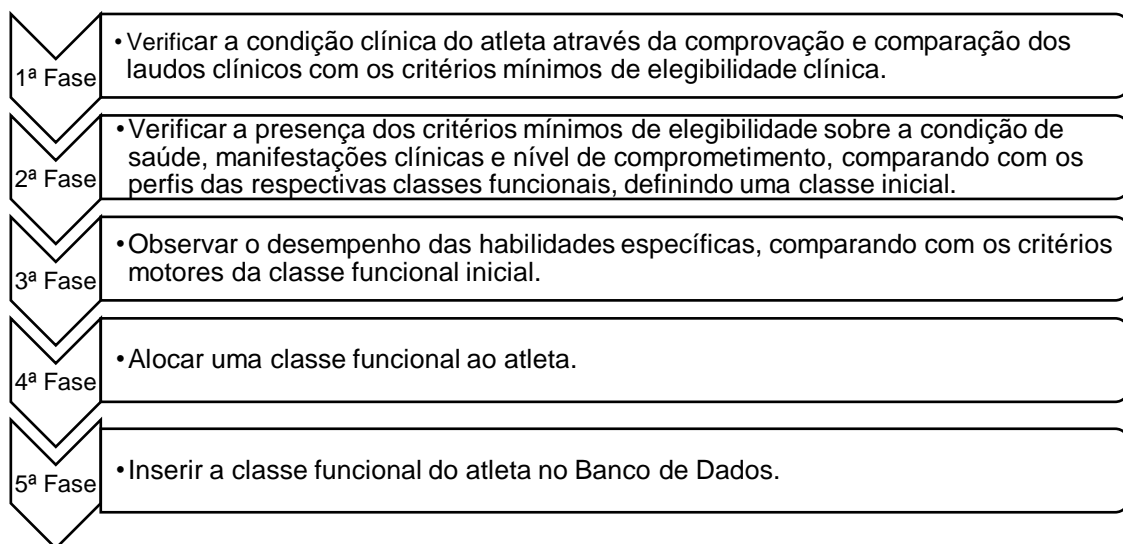 1ª Fase
• Verificar a condição clínica do atleta através da comprovação e comparação dos
laudos clínicos com os critérios mínimos de elegibilidade clínica.
2ª Fase
• Verificar a presença dos critérios mínimos de elegibilidade sobre a condição de
saúde, manifestações clínicas e nível de comprometimento, comparando com os
perfis das respectivas classes funcionais, definindo uma classe inicial.
3ª Fase
• Observar o desempenho das habilidades específicas, comparando com os critérios
motores da classe funcional inicial.
4ª Fase
• Alocar uma classe funcional ao atleta.
5ª Fase
• Inserir a classe funcional do atleta no Banco de Dados.